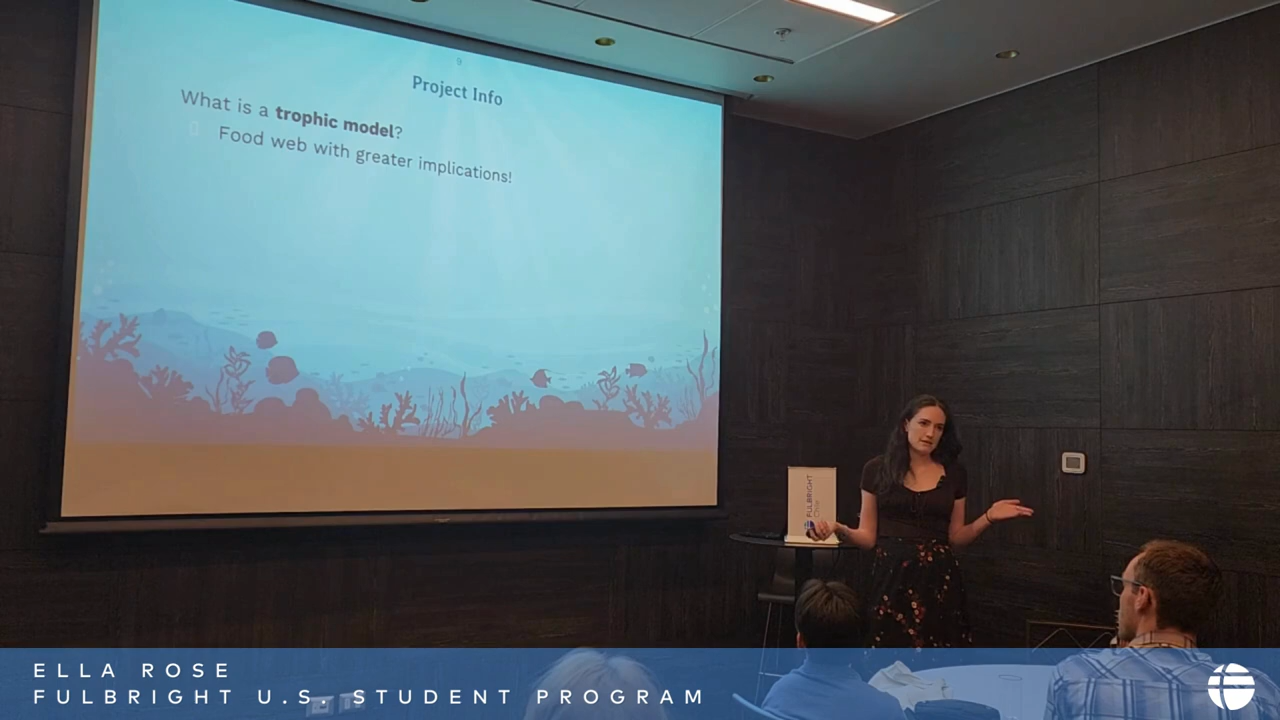 Project Info
What is a trophic model?
Food web with greater implications!
FULBRIGHT
Chile
ELLA ROSE
FULBRIGHT U.S. STUDENT PROGRAM